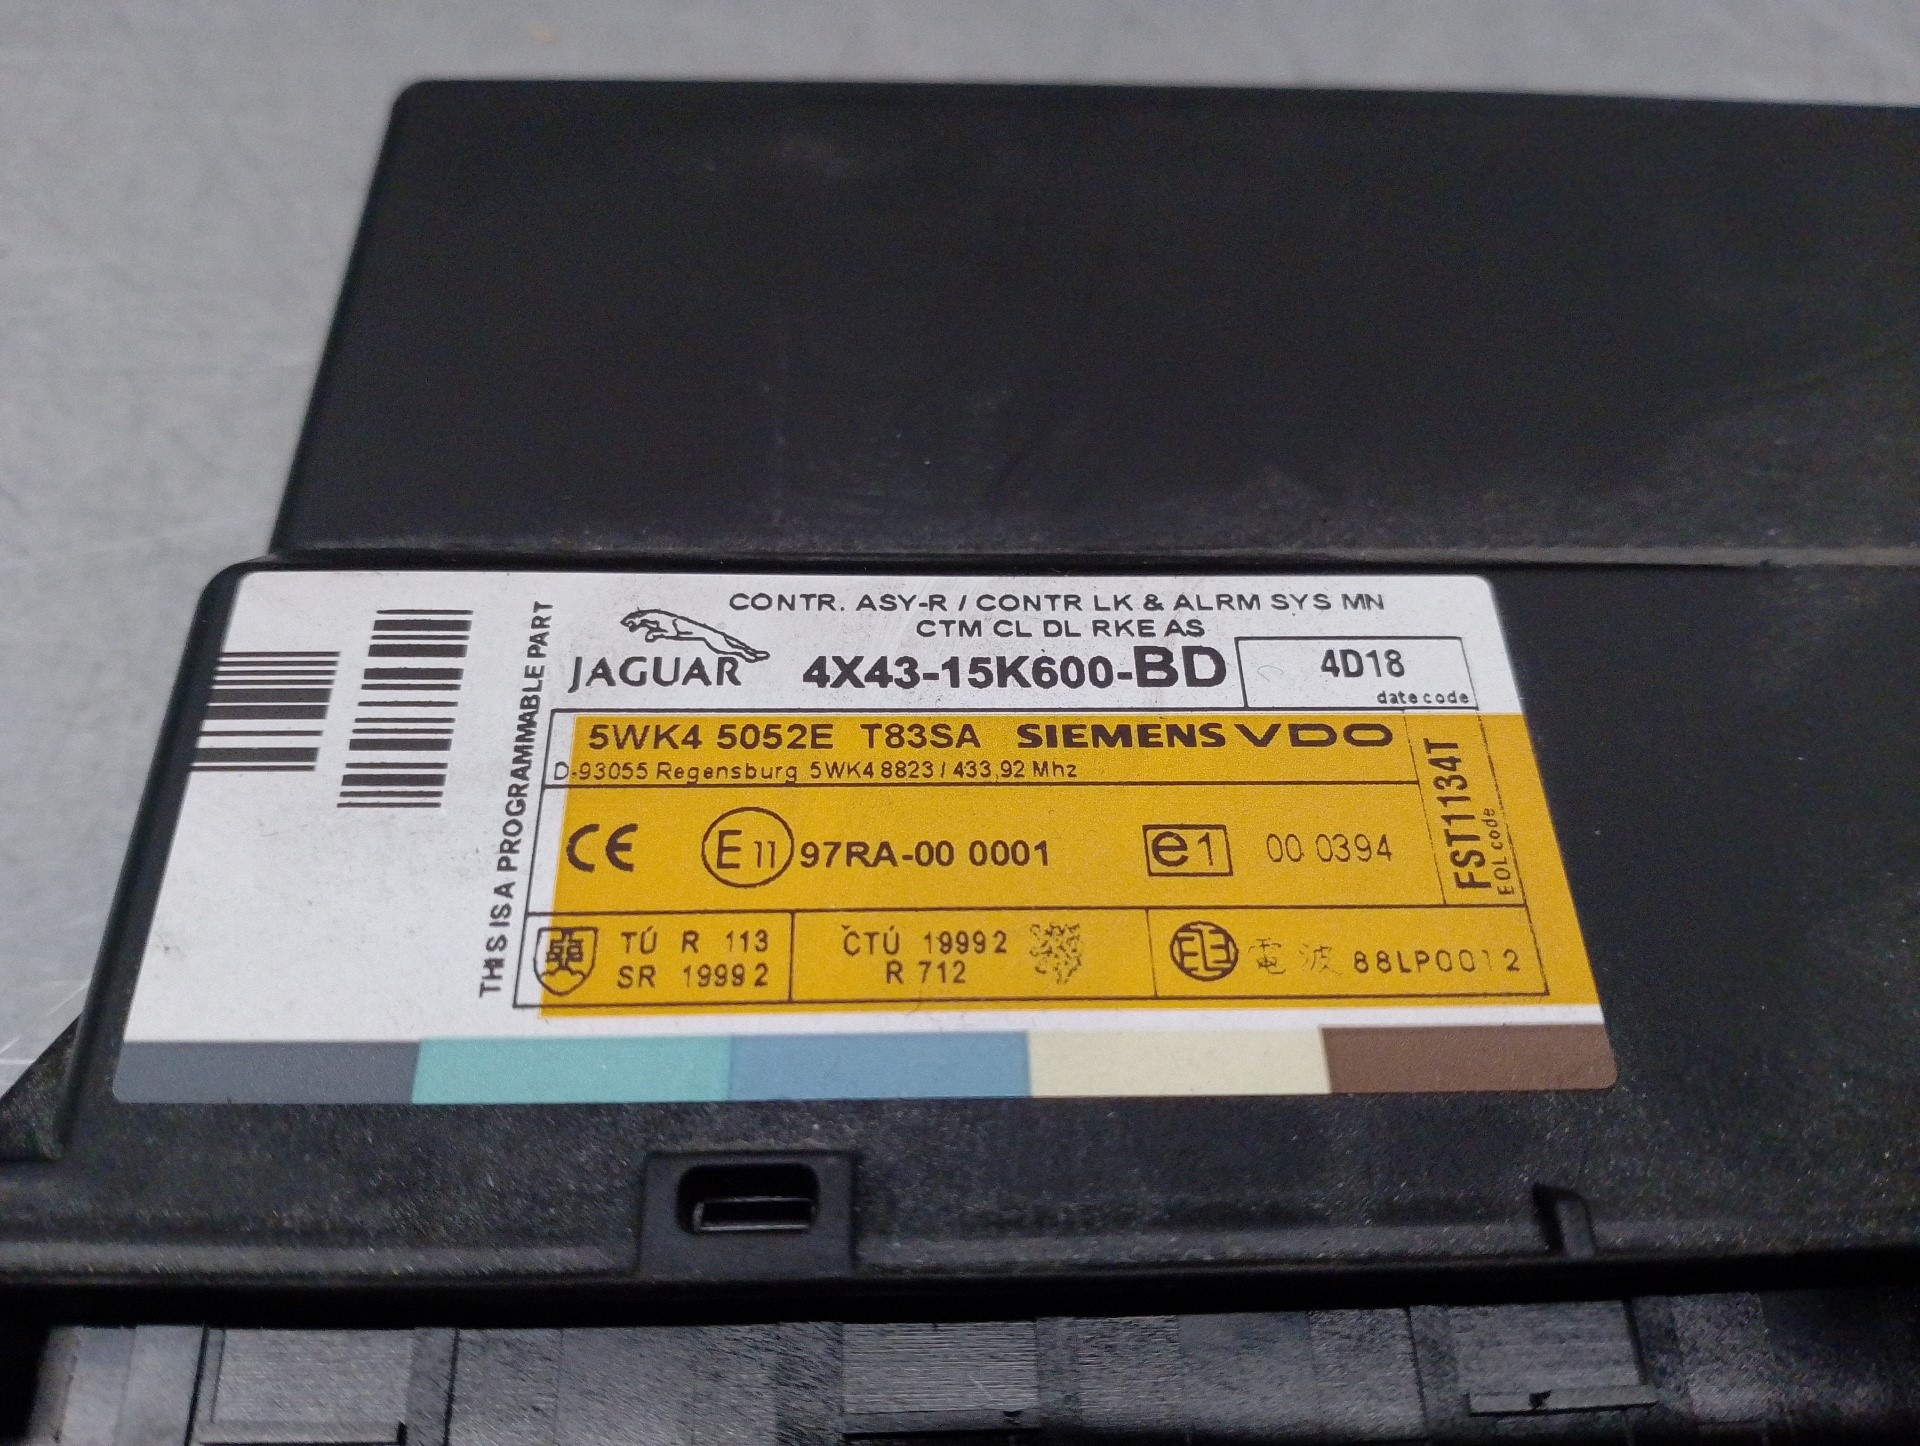 CONTR. ASY-R / CONTR LK & ALRM SYS MN
CTM CL DL RKE AS
JAGUAR 4X43-15K600-BD
4D18
date code
THIS IS A PROGRAMMABLE PART
5WK4 5052E T83SA SIEMENS VDO
D-93055 Regensburg 5WK4 8823 / 433,92 Mhz
FST1134T
EOL code
CE E11 97RA-00 0001 e1 00 0394
TÚ R 113
SR 1999 2
ČTÚ 1999 2
R 712
電波 88LP0012